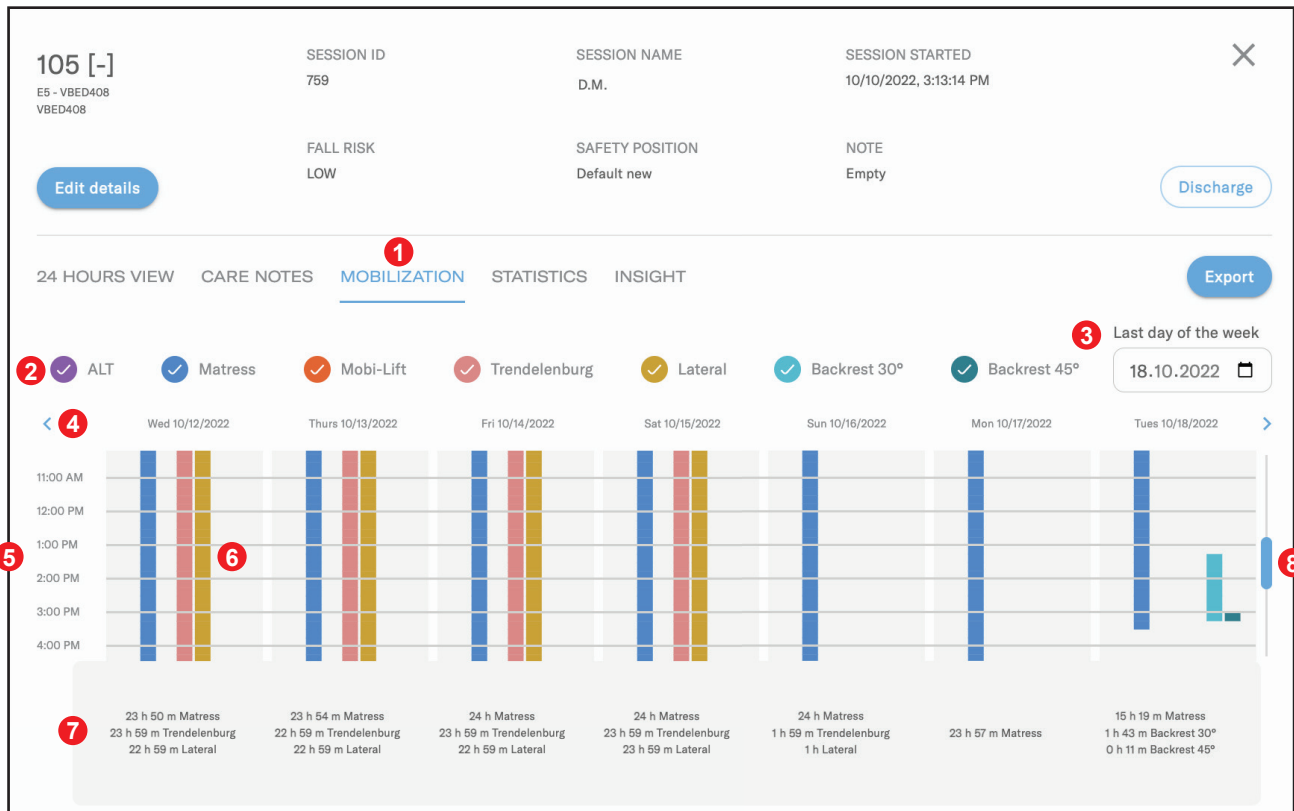 105 [-]
E5 - VBED408
VBED408
SESSION ID
759
SESSION NAME
D.M.
SESSION STARTED
10/10/2022, 3:13:14 PM
FALL RISK
LOW
SAFETY POSITION
Default new
NOTE
Empty
Edit details
Discharge
1
24 HOURS VIEW CARE NOTES MOBILIZATION STATISTICS INSIGHT
Export
3 Last day of the week
18.10.2022
2 ALT Matress Mobi-Lift Trendelenburg Lateral Backrest 30° Backrest 45°
< 4 Wed 10/12/2022 Thurs 10/13/2022 Fri 10/14/2022 Sat 10/15/2022 Sun 10/16/2022 Mon 10/17/2022 Tues 10/18/2022 >
11:00 AM
12:00 PM
1:00 PM
5 6 8
2:00 PM
3:00 PM
4:00 PM
7
23 h 50 m Matress
23 h 59 m Trendelenburg
22 h 59 m Lateral
23 h 54 m Matress
22 h 59 m Trendelenburg
22 h 59 m Lateral
24 h Matress
23 h 59 m Trendelenburg
22 h 59 m Lateral
24 h Matress
23 h 59 m Trendelenburg
23 h 59 m Lateral
24 h Matress
1 h 59 m Trendelenburg
1 h Lateral
23 h 57 m Matress
15 h 19 m Matress
1 h 43 m Backrest 30°
0 h 11 m Backrest 45°